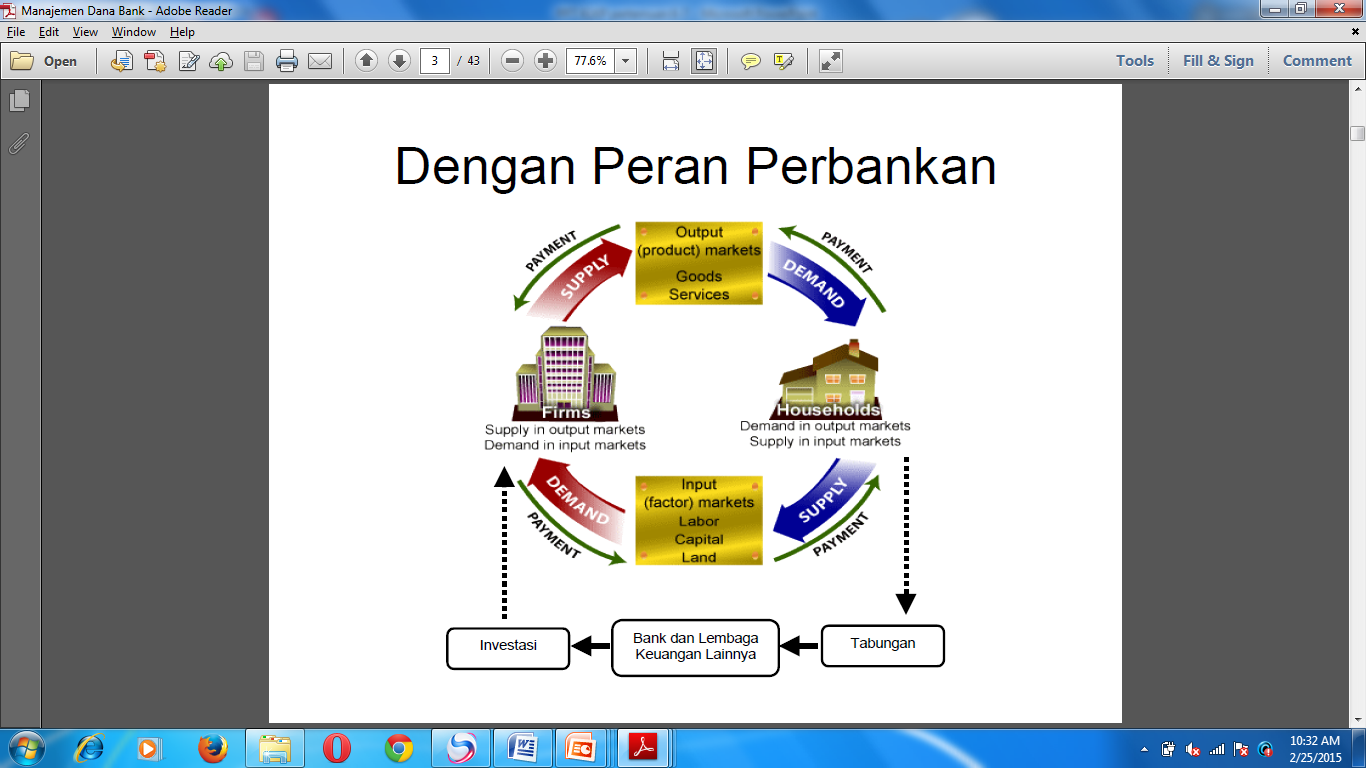 Manajemen Dana Bank - Adobe Reader
File Edit View Window Help
Open
3 / 43
77.6%
Tools Fill & Sign Comment
Dengan Peran Perbankan
PAYMENT
SUPPLY
Output
(product) markets
Goods
Services
PAYMENT
DEMAND
Firms
Supply in output markets
Demand in input markets
Households
Demand in output markets
Supply in input markets
DEMAND
PAYMENT
Input
(factor) markets
Labor
Capital
Land
SUPPLY
PAYMENT
Investasi
Bank dan Lembaga
Keuangan Lainnya
Tabungan
10:32 AM
2/25/2015